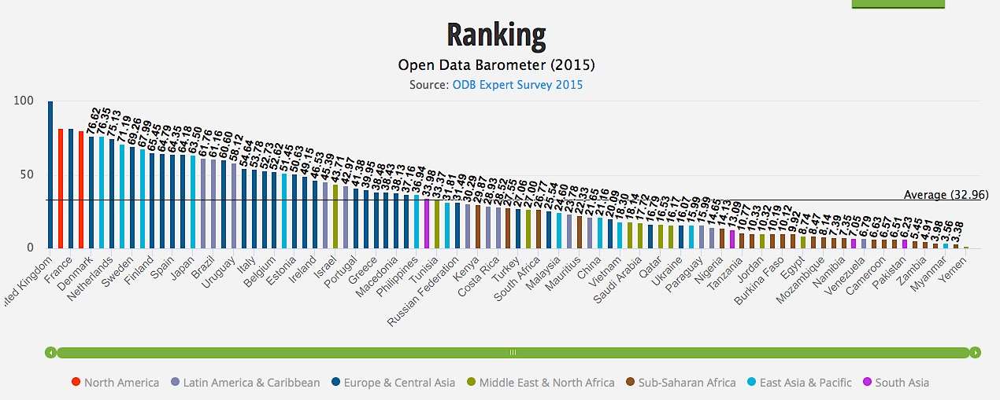 Ranking
Open Data Barometer (2015)
Source: ODB Expert Survey 2015
100
50
0
Average (32.96)
76.62 76.35 75.13 71.19 69.26 67.99 65.45 64.79 64.35 64.18 63.50 61.76 61.16 60.60 58.12 54.64 53.78 52.73 52.62 51.45 50.63 49.15 46.53 45.39 43.71 42.97 41.38 39.95 38.48 38.43 38.13 37.16 36.94 33.98 33.37 31.81 31.49 30.29 29.87 28.93 28.52 27.55 27.06 27.00 26.77 25.54 24.60 23.78 22.33 21.65 21.16 20.09 18.30 18.14 17.72 16.79 16.53 16.17 16.07 15.99 15.99 14.65 14.13 13.09 10.77 10.33 10.32 10.19 10.12 9.92 8.74 8.47 8.14 7.39 7.35 7.05 6.79 6.63 6.57 6.51 6.23 5.45 4.91 3.88 3.56 3.38
ted Kingdom France Denmark Netherlands Sweden Finland Spain Japan Brazil Uruguay Italy Belgium Estonia Ireland Israel Portugal Greece Macedonia Philippines Tunisia Russian Federation Kenya Costa Rica Turkey South Africa Malaysia Mauritius China Vietnam Saudi Arabia Qatar Ukraine Paraguay Nigeria Tanzania Jordan Burkina Faso Egypt Mozambique Namibia Venezuela Cameroon Pakistan Zambia Myanmar Yemen
North America Latin America & Caribbean Europe & Central Asia Middle East & North Africa Sub-Saharan Africa East Asia & Pacific South Asia